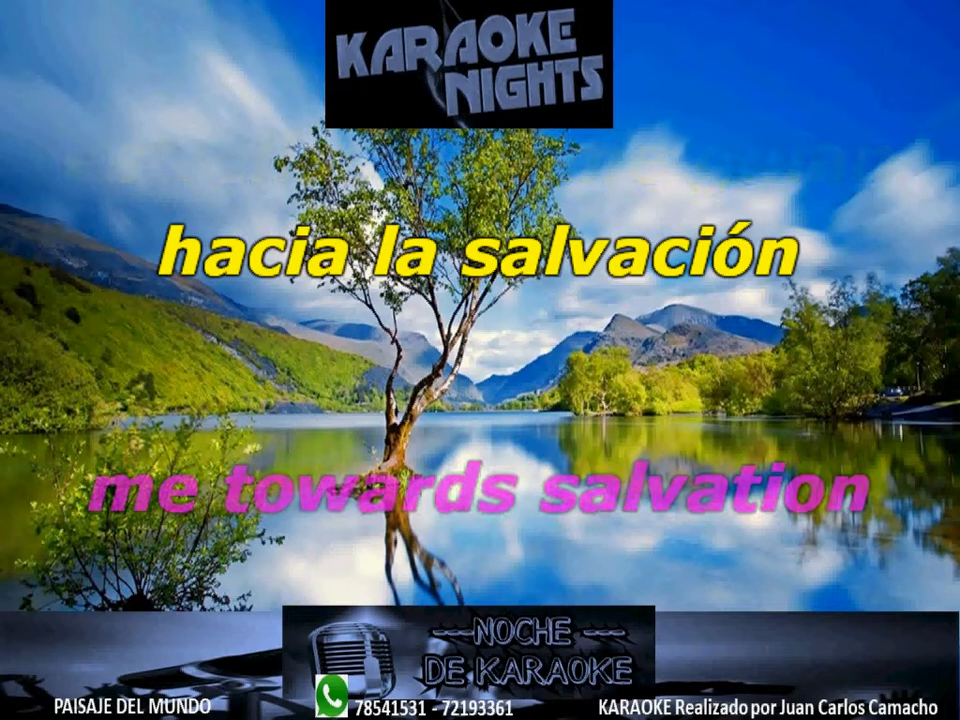 KARAOKE
NIGHTS
hacia la salvación
me towards salvation
---NOCHE ---
DE KARAOKE
PAISAJE DEL MUNDO
78541531 - 72193361
KARAOKE Realizado por Juan Carlos Camacho